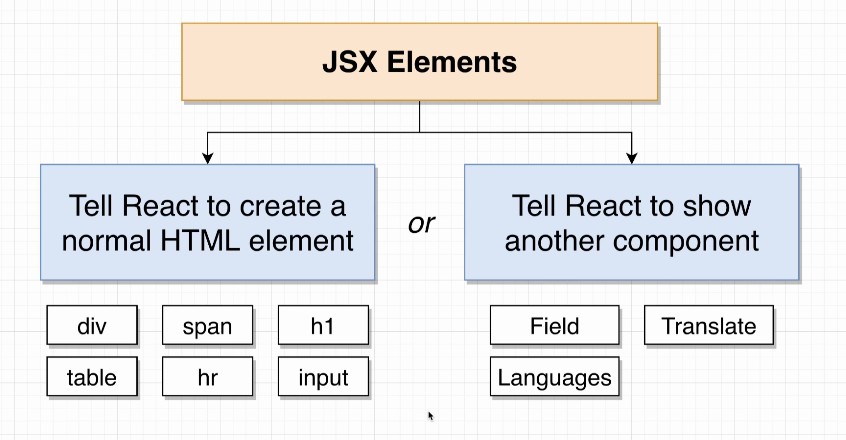 JSX Elements
Tell React to create a
normal HTML element
or
Tell React to show
another component
div
span
h1
table
hr
input
Field
Translate
Languages